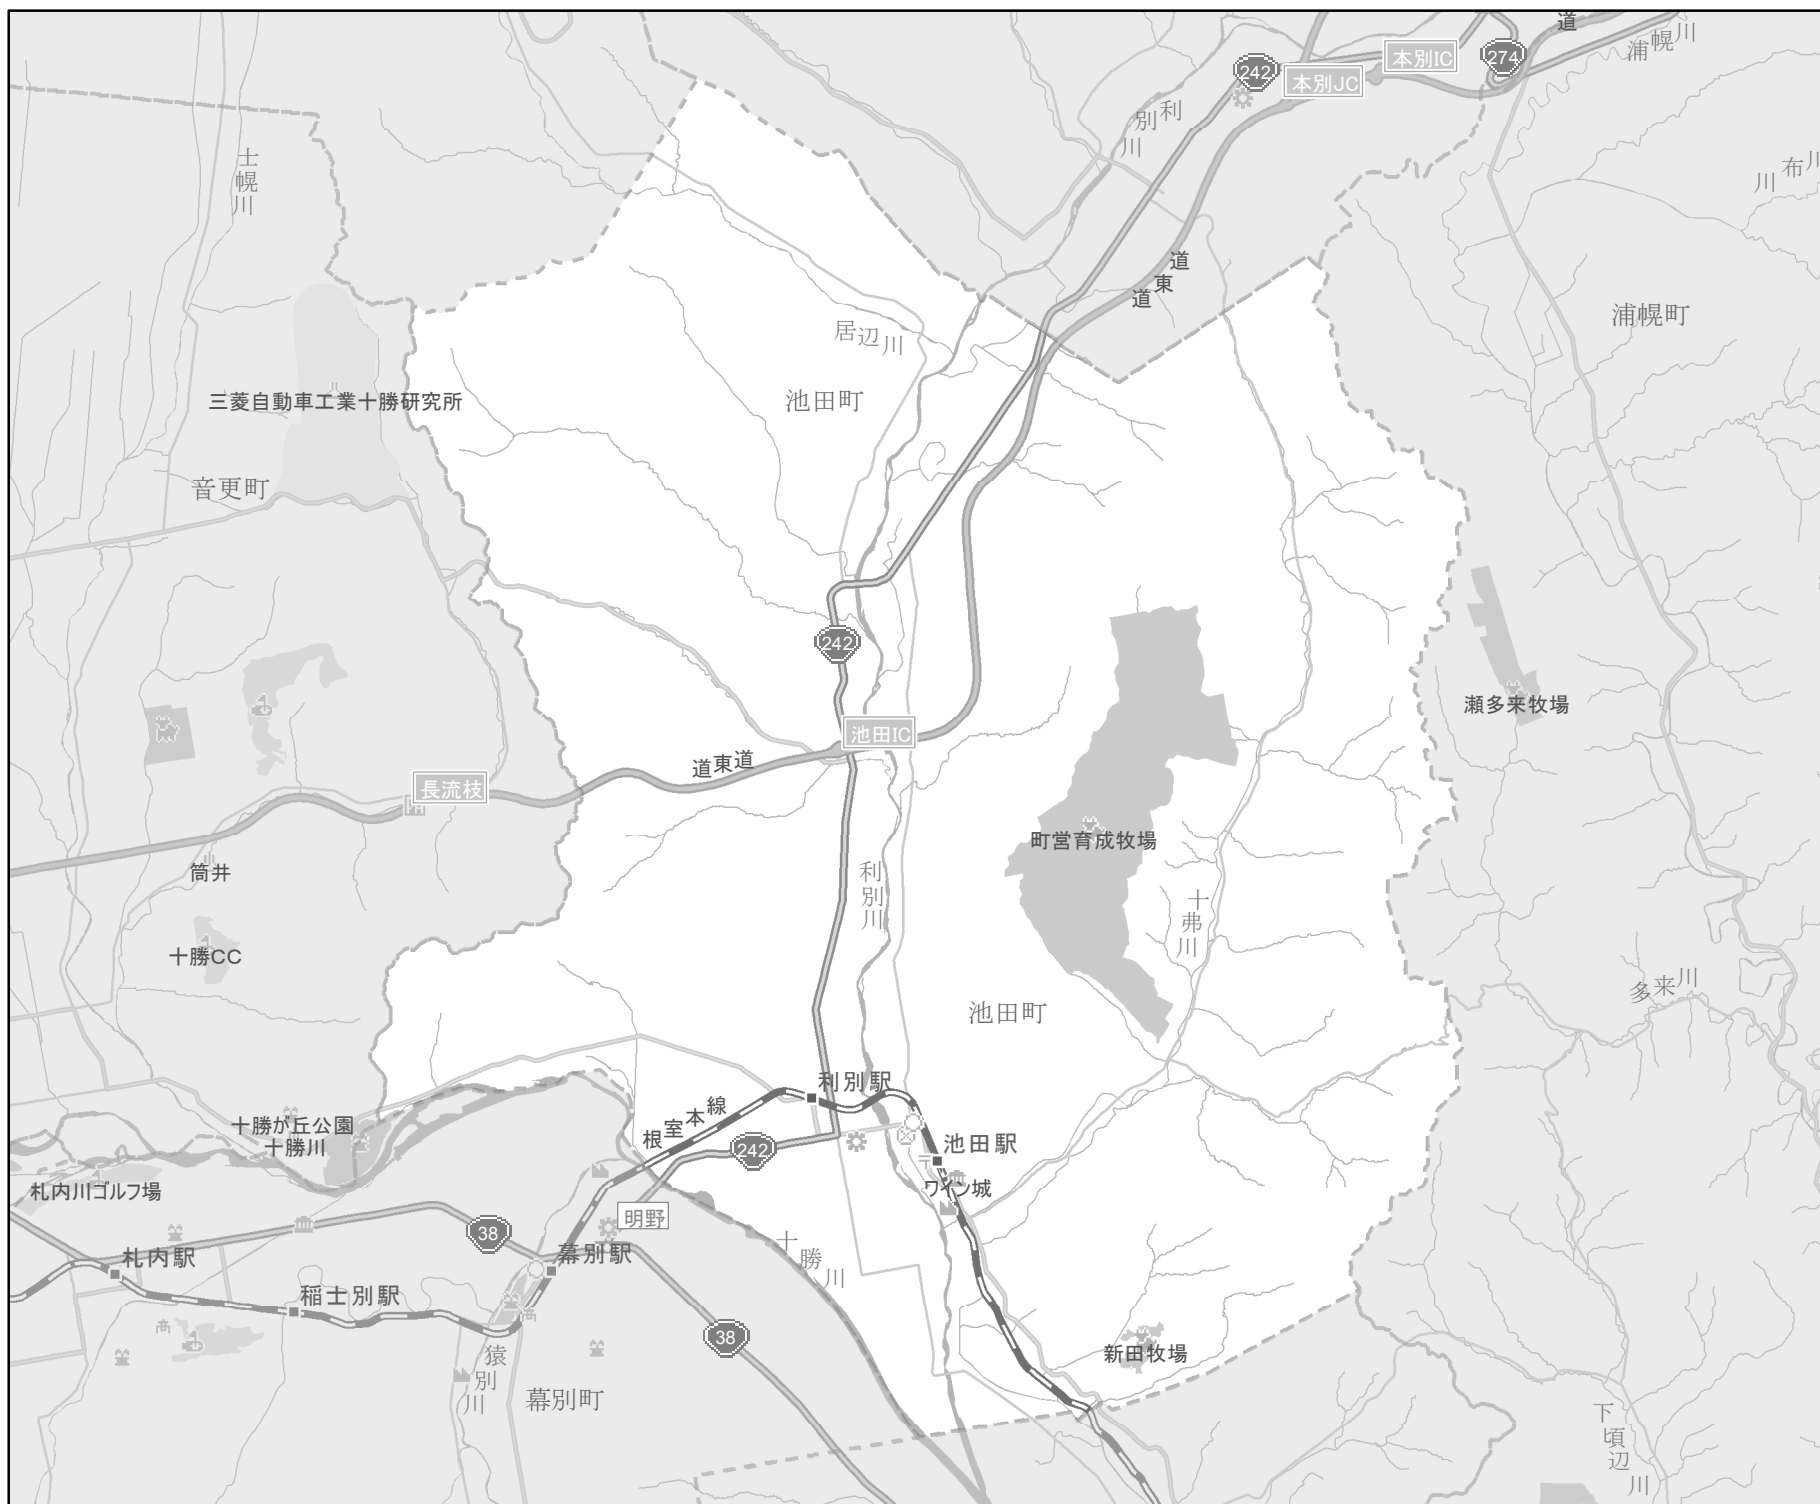 道
浦幌川
本別IC
274
242
本別JC
利別川
士幌川
布川
川
道東道
浦幌町
居辺川
池田町
三菱自動車工業十勝研究所
音更町
242
瀬多来牧場
池田IC
道東道
長流枝
町営育成牧場
筒井
利別川
十弗川
十勝CC
多来川
池田町
利別駅
根室本線
十勝が丘公園
十勝川
242
池田駅
札内川ゴルフ場
ワイン城
明野
38
十勝川
札内駅
幕別駅
稲士別駅
38
新田牧場
猿別川
幕別町
下頃辺川